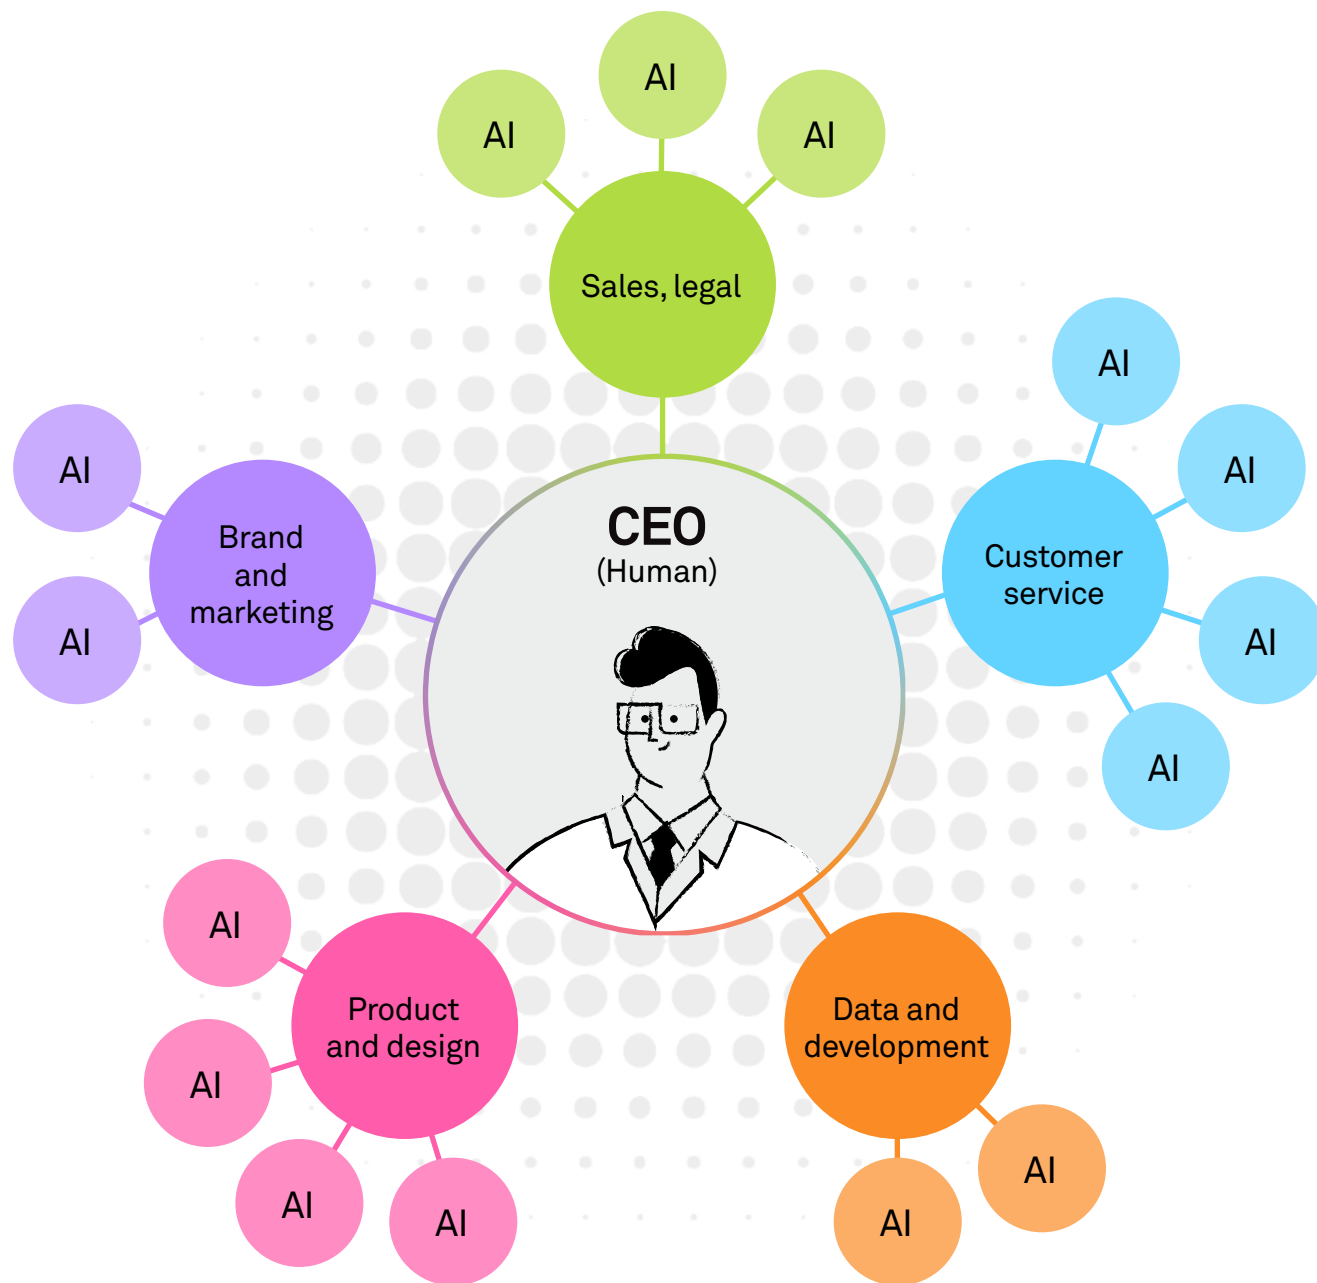 AI
AI
AI
Sales, legal
AI
AI
AI
AI
Customer
service
CEO
(Human)
Brand
and
marketing
AI
AI
AI
AI
AI
AI
Product
and design
Data and
development
AI
AI